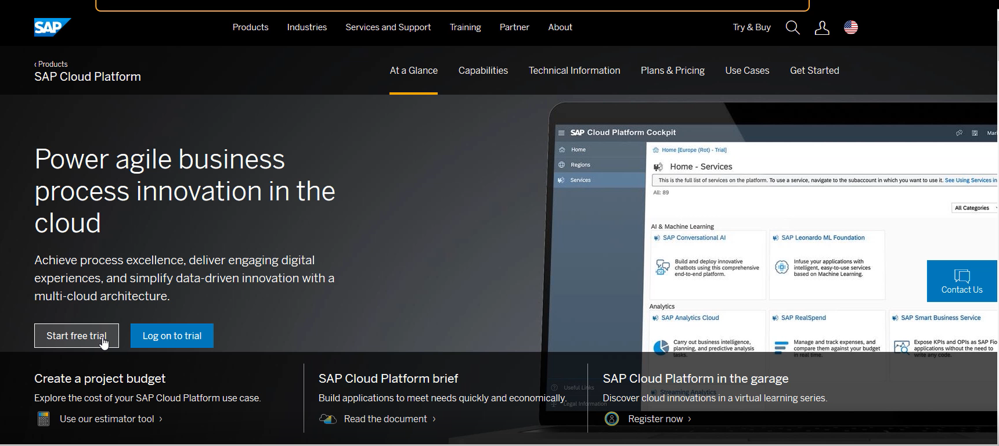 SAP
Products
Industries
Services and Support
Training
Partner
About
Try & Buy
‹ Products
SAP Cloud Platform
At a Glance
Capabilities
Technical Information
Plans & Pricing
Use Cases
Get Started
Power agile business
process innovation in the
cloud
Achieve process excellence, deliver engaging digital
experiences, and simplify data-driven innovation with a
multi-cloud architecture.
Start free trial
Log on to trial
SAP Cloud Platform Cockpit
Mari
Home
Regions
Services
Useful Links
Legal Information
Home [Europe (Rot) - Trial]
Home - Services
This is the full list of services on the platform. To use a service, navigate to the subaccount in which you want to use it. See Using Services in
All: 89
All Categories
AI & Machine Learning
SAP Conversational AI
Build and deploy innovative
chatbots using this comprehensive
end-to-end platform.
SAP Leonardo ML Foundation
Infuse your applications with
intelligent, easy-to-use services
based on Machine Learning.
Contact Us
Analytics
SAP Analytics Cloud
Carry out business intelligence,
planning, and predictive analysis
tasks.
SAP RealSpend
Manage and track expenses, and
compare them against your budget
in real time.
SAP Smart Business Service
Expose KPIs and OPIs as SAP Fio
applications without the need to
write any code.
Streaming Analytics
Create a project budget
Explore the cost of your SAP Cloud Platform use case.
Use our estimator tool ›
SAP Cloud Platform brief
Build applications to meet needs quickly and economically.
Read the document ›
SAP Cloud Platform in the garage
Discover cloud innovations in a virtual learning series.
Register now ›